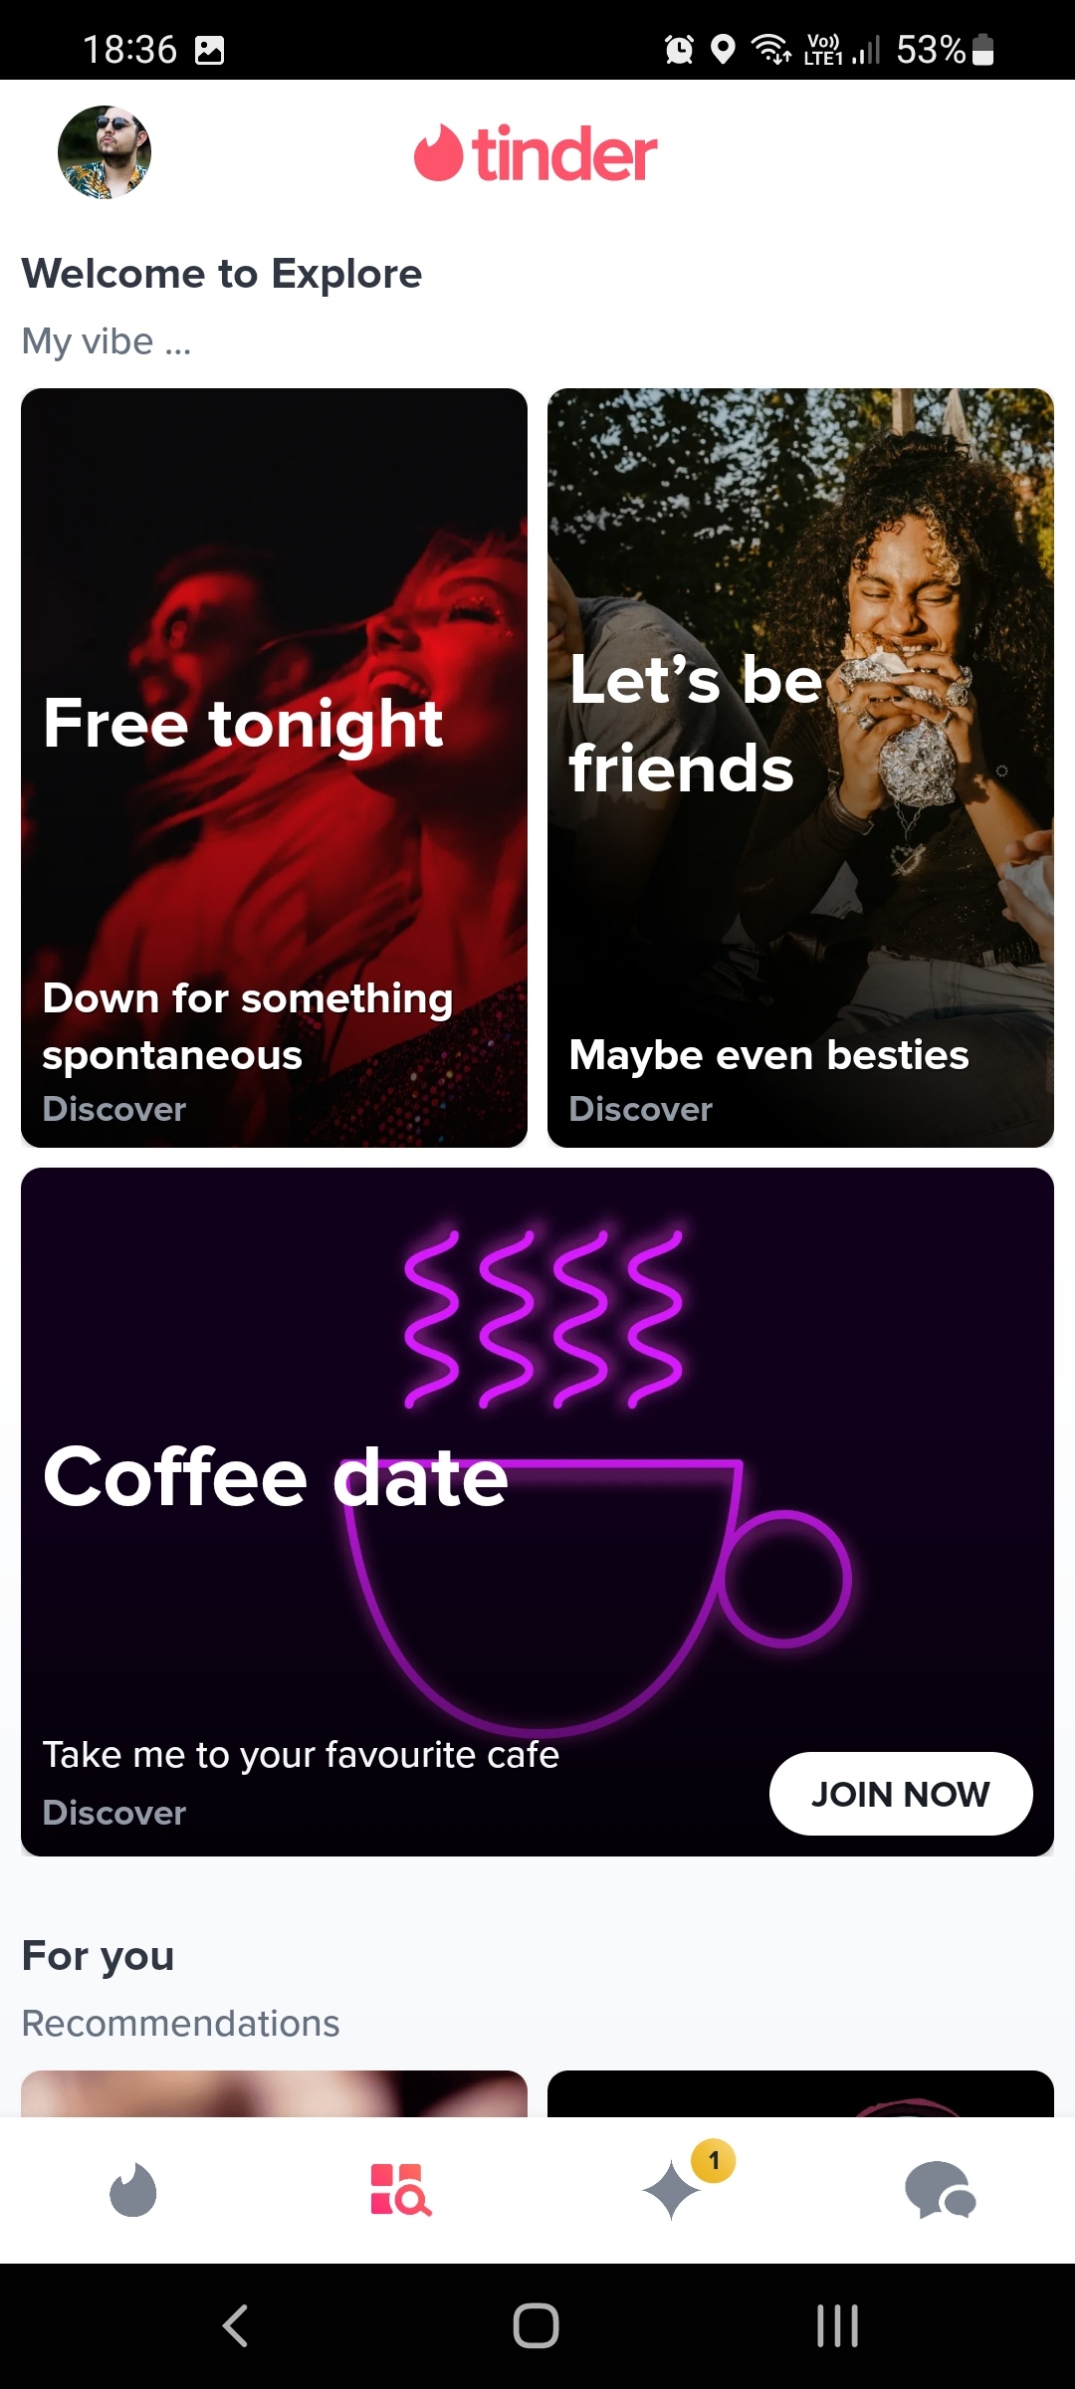 18:36
Vo))
LTE1
53%
tinder
Welcome to Explore
My vibe ...
Free tonight
Down for something
spontaneous
Discover
Let’s be
friends
Maybe even besties
Discover
Coffee date
Take me to your favourite cafe
Discover
JOIN NOW
For you
Recommendations
1